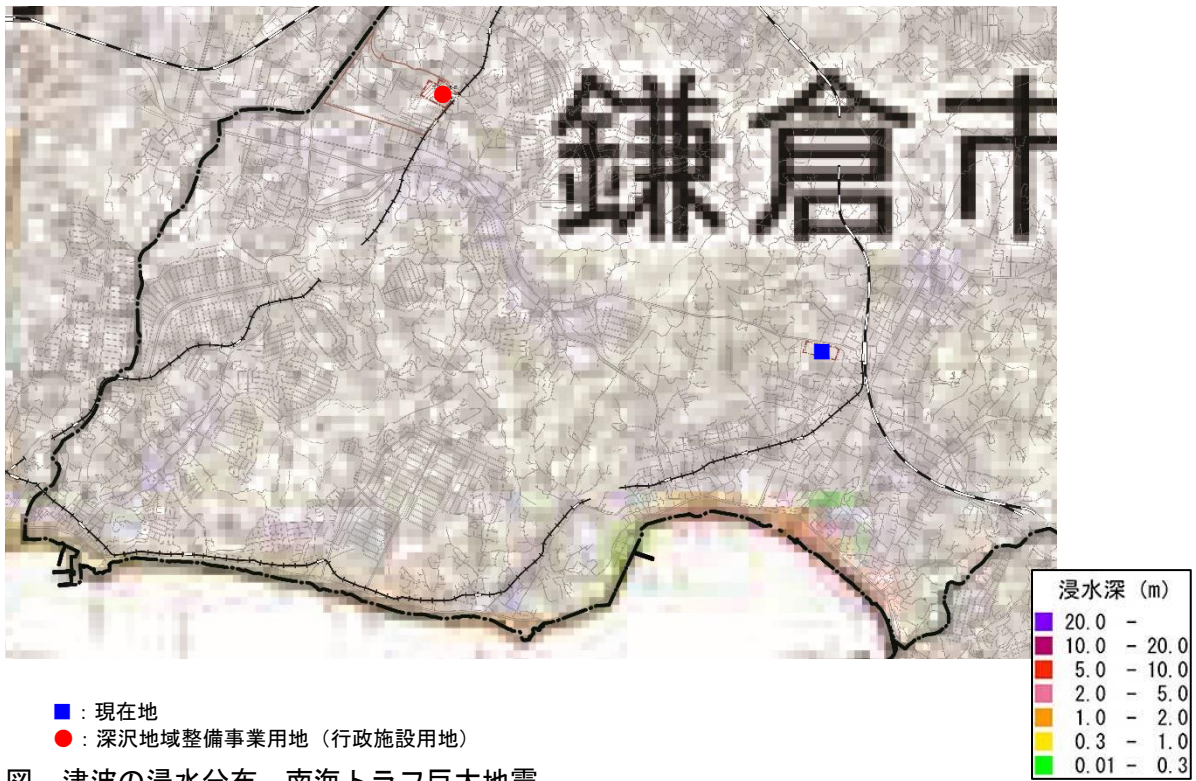 鎌倉市
浸水深 (m)
20.0 -
10.0 - 20.0
5.0 - 10.0
2.0 - 5.0
1.0 - 2.0
0.3 - 1.0
0.01 - 0.3
■：現在地
●：深沢地域整備事業用地（行政施設用地）
図 津波の浸水分布 南海トラフ巨大地震